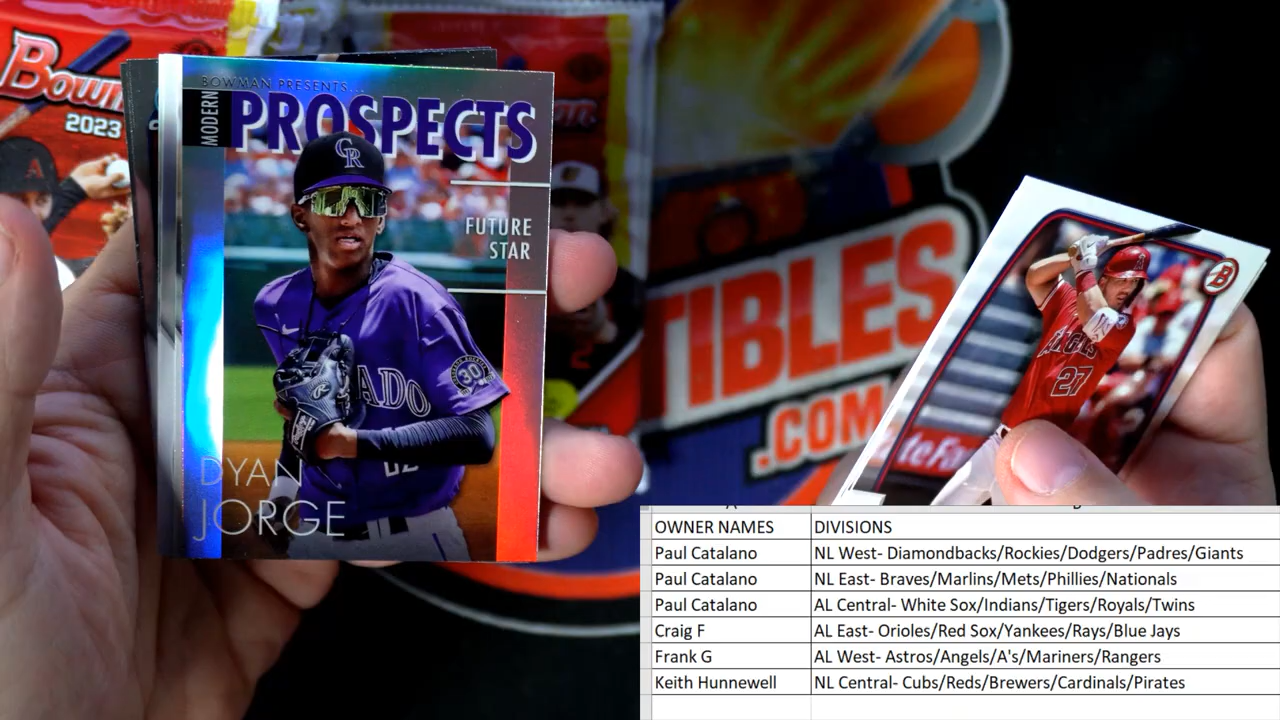 Bowm
2023
BOWMAN PRESENTS...
MODERN
PROSPECTS
CR
FUTURE
STAR
30
ADO
DYAN
JORGE
TIBLES
.COM
B
ANGELS
27
ateFa
OWNER NAMES DIVISIONS
Paul Catalano NL West- Diamondbacks/Rockies/Dodgers/Padres/Giants
Paul Catalano NL East- Braves/Marlins/Mets/Phillies/Nationals
Paul Catalano AL Central- White Sox/Indians/Tigers/Royals/Twins
Craig F AL East- Orioles/Red Sox/Yankees/Rays/Blue Jays
Frank G AL West- Astros/Angels/A's/Mariners/Rangers
Keith Hunnewell NL Central- Cubs/Reds/Brewers/Cardinals/Pirates